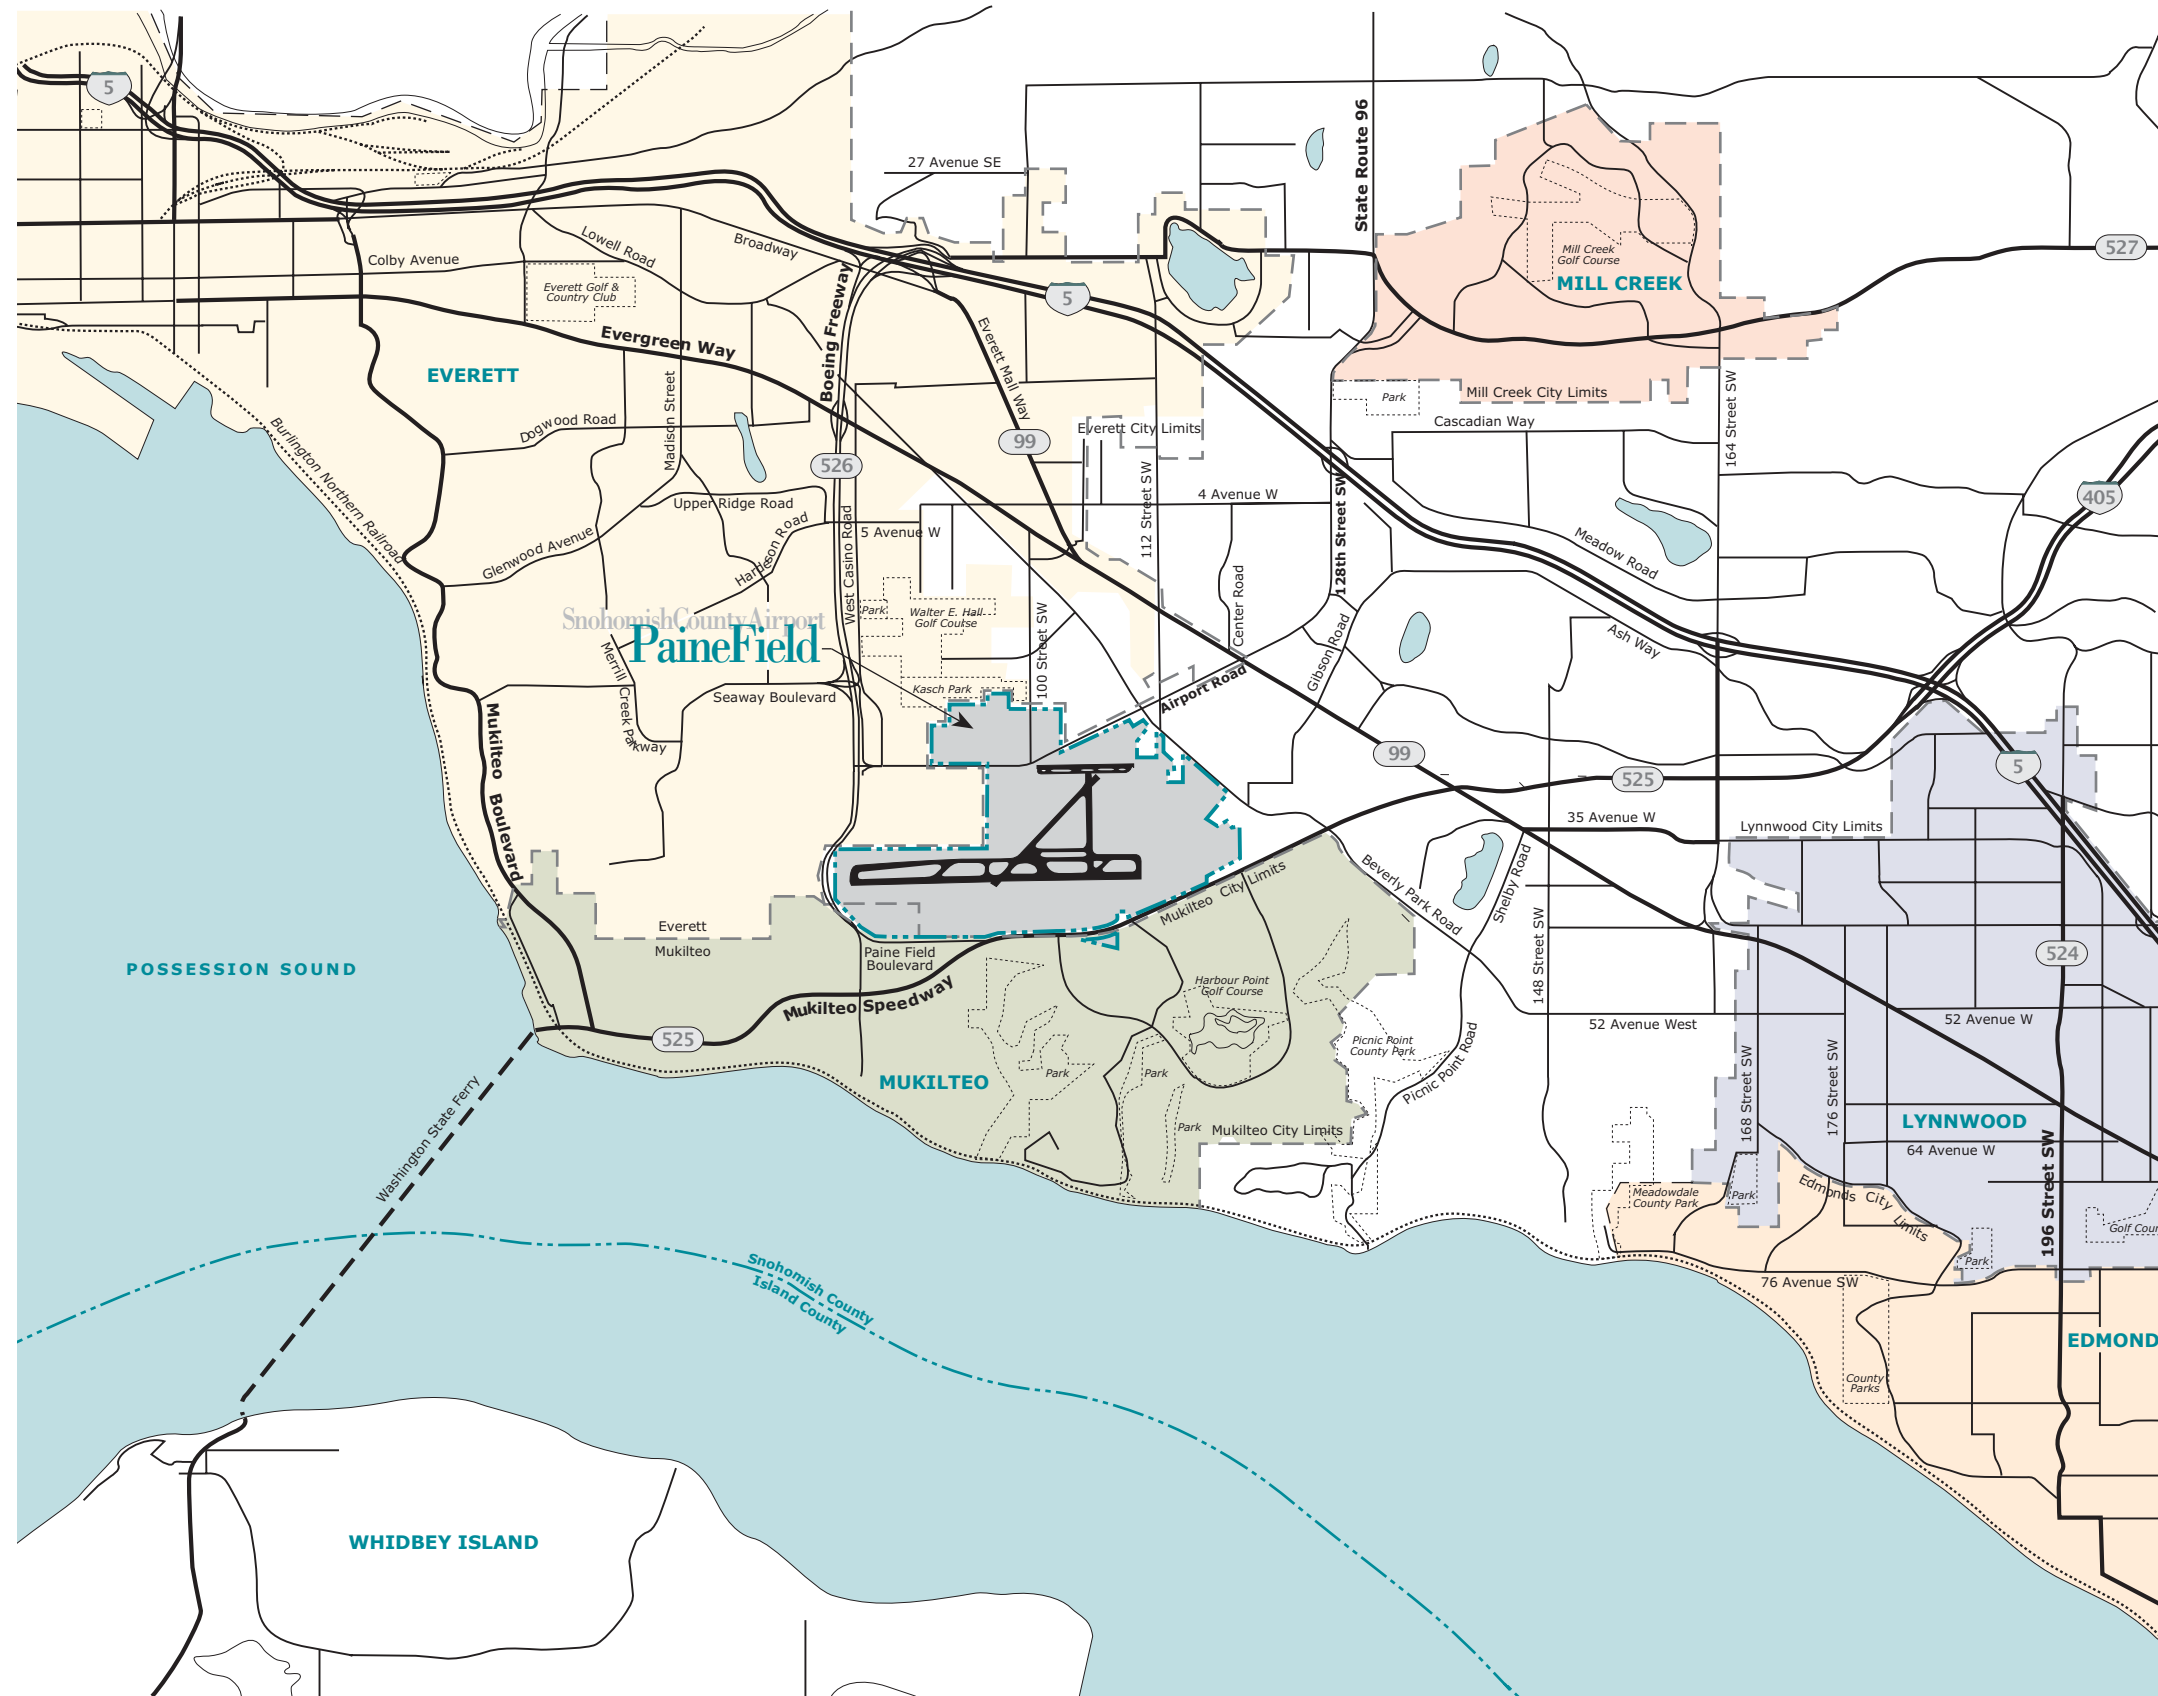 5
27 Avenue SE
State Route 96
Lowell Road
Broadway
Colby Avenue
Everett Golf &
Country Club
Mill Creek
Golf Course
MILL CREEK
527
Boeing Freeway
5
Everett Mall Way
Evergreen Way
EVERETT
Madison Street
Mill Creek City Limits
Park
164 Street SW
Cascadian Way
Dogwood Road
Everett City Limits
99
Burlington Northern Railroad
526
112 Street SW
4 Avenue W
128th Street SW
405
Upper Ridge Road
Hardeson Road
West Casino Road
5 Avenue W
Glenwood Avenue
Meadow Road
Center Road
Park
Walter E. Hall
Golf Course
Snohomish County Airport
PaineField
100 Street SW
Gibson Road
Ash Way
Merrill Creek Parkway
Kasch Park
Seaway Boulevard
Airport Road
Mukilteo Boulevard
99
525
5
35 Avenue W
Lynnwood City Limits
Mukilteo City Limits
Beverly Park Road
Shelby Road
148 Street SW
Everett
Mukilteo
Paine Field
Boulevard
POSSESSION SOUND
524
Mukilteo Speedway
Harbour Point
Golf Course
525
52 Avenue West
52 Avenue W
Picnic Point
County Park
Picnic Point Road
168 Street SW
176 Street SW
Park
Park
MUKILTEO
Washington State Ferry
Park
Mukilteo City Limits
LYNNWOOD
64 Avenue W
196 Street SW
Meadowdale
County Park
Park
Edmonds City Limits
Golf Cour
Park
76 Avenue SW
Snohomish County
Island County
EDMOND
County
Parks
WHIDBEY ISLAND